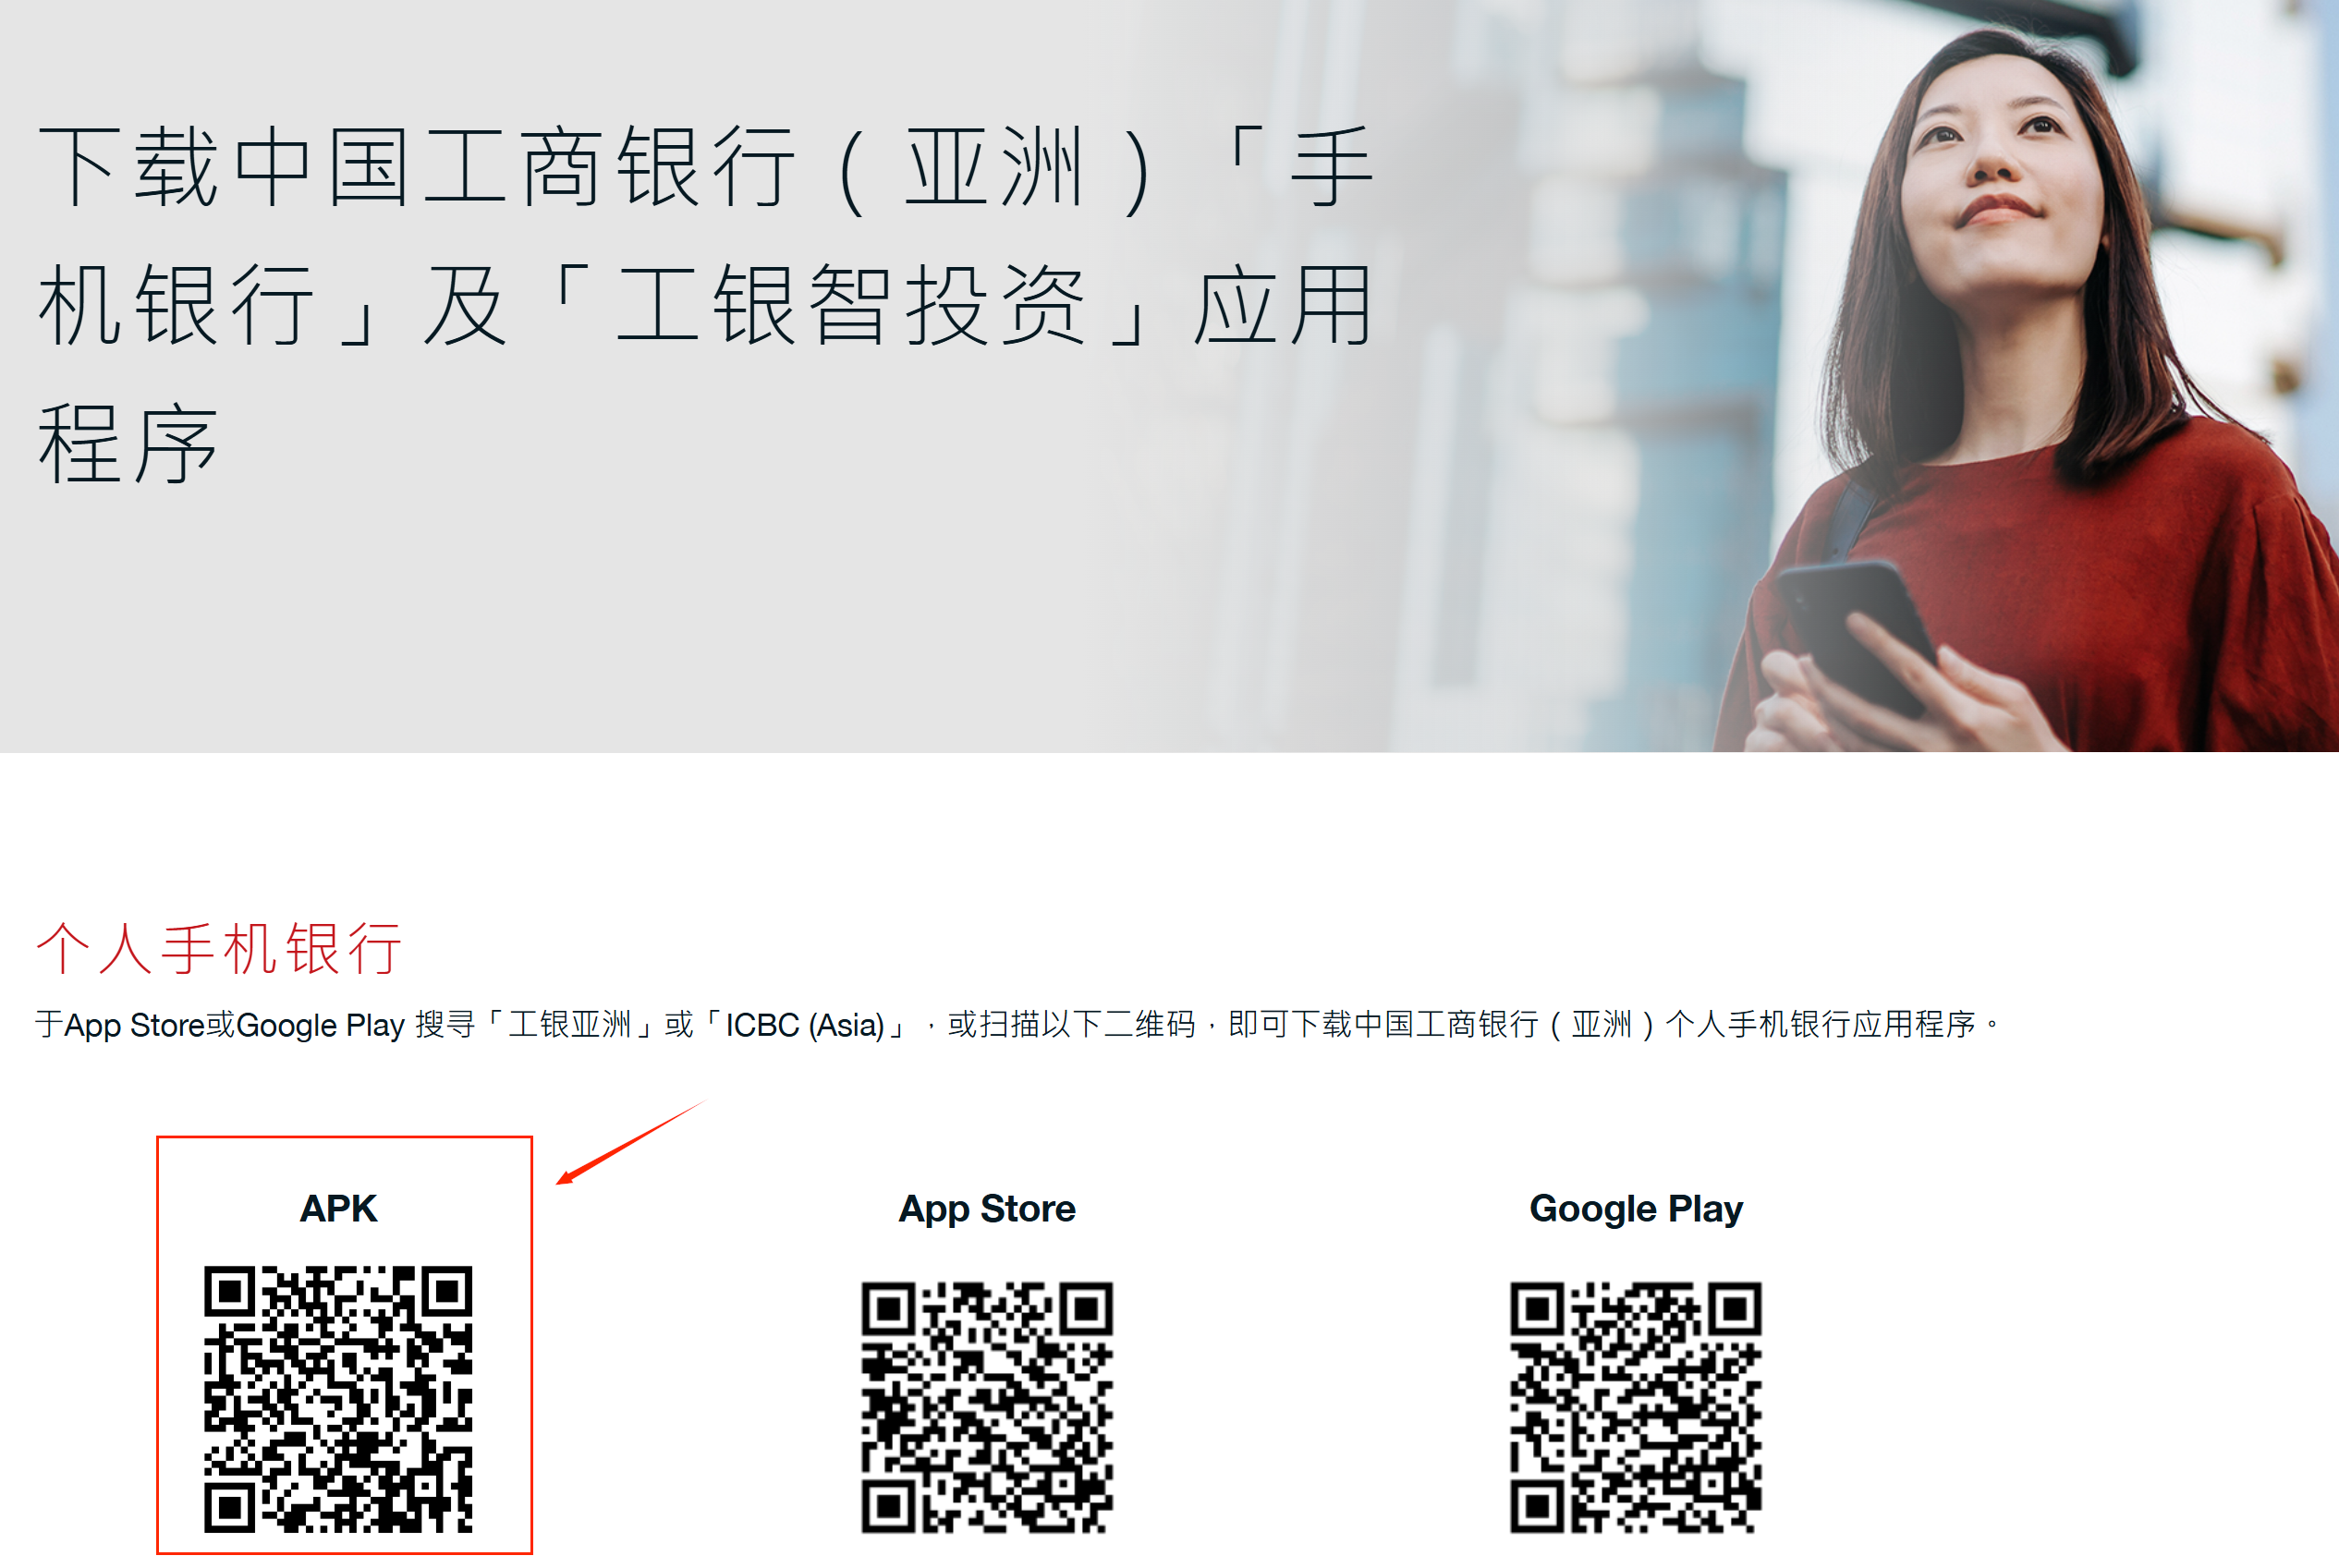 下载中国工商银行（亚洲）「手
机银行」及「工银智投资」应用
程序
个人手机银行
于App Store或Google Play 搜寻「工银亚洲」或「ICBC (Asia)」，或扫描以下二维码，即可下载中国工商银行（亚洲）个人手机银行应用程序。
APK
App Store
Google Play